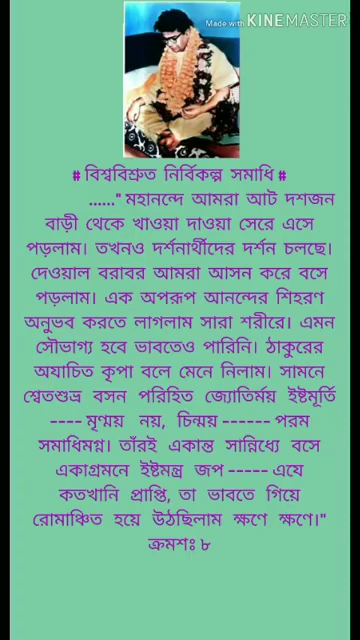 Made with KINEMASTER
# বিশ্ববিশ্রুত নির্বিকল্প সমাধি #
......" মহানন্দে আমরা আট দশজন
বাড়ী থেকে খাওয়া দাওয়া সেরে এসে
পড়লাম। তখনও দর্শনার্থীদের দর্শন চলছে।
দেওয়াল বরাবর আমরা আসন করে বসে
পড়লাম। এক অপরূপ আনন্দের শিহরণ
অনুভব করতে লাগলাম সারা শরীরে। এমন
সৌভাগ্য হবে ভাবতেও পারিনি। ঠাকুরের
অযাচিত কৃপা বলে মেনে নিলাম। সামনে
শ্বেতশুভ্র বসন পরিহিত জ্যোতির্ময় ইষ্টমূর্তি
---- মৃণ্ময় নয়, চিন্ময় ------ পরম
সমাধিমগ্ন। তাঁরই একান্ত সান্নিধ্যে বসে
একাগ্রমনে ইষ্টমন্ত্র জপ ----- এযে
কতখানি প্রাপ্তি, তা ভাবতে গিয়ে
রোমাঞ্চিত হয়ে উঠছিলাম ক্ষণে ক্ষণে।"
ক্রমশঃ ৮